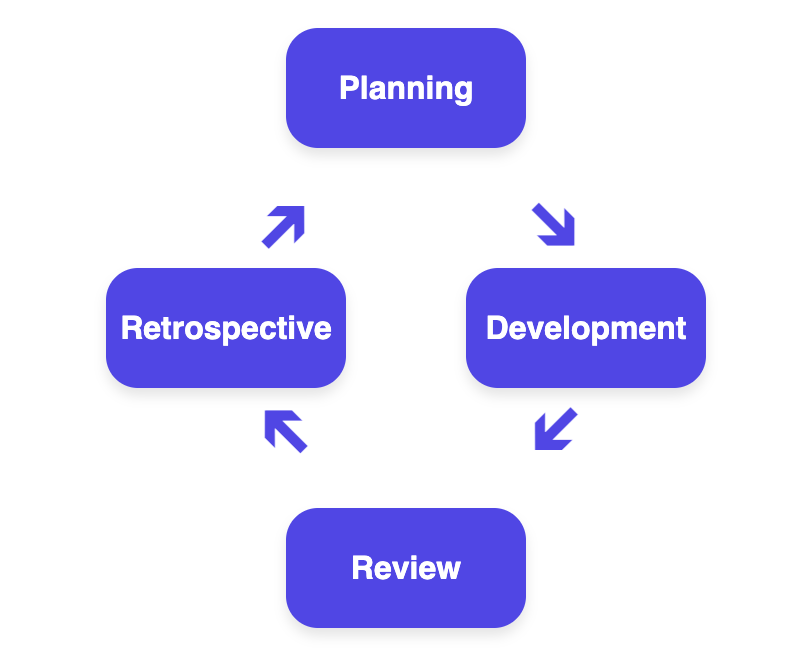 Planning
Retrospective
Development
Review